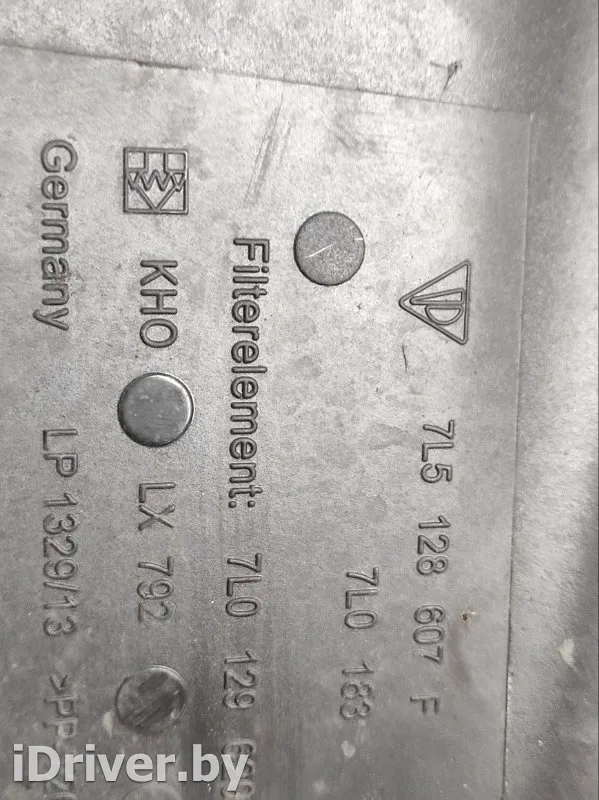 7L5 128 607 F
7L0 183
Filterelement: 7L0 129
KHO LX 792
Germany LP 1329/13
iDriver.by